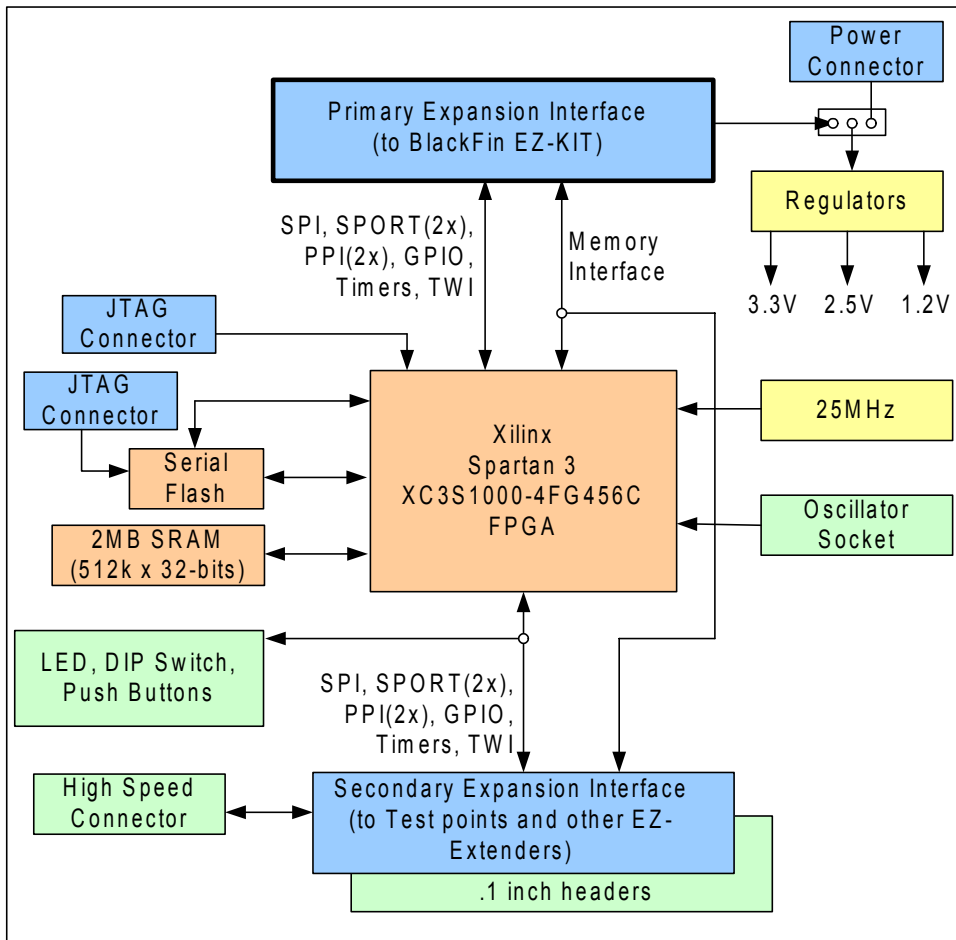 Power
Connector
Primary Expansion Interface
(to BlackFin EZ-KIT)
Regulators
SPI, SPORT(2x),
PPI(2x), GPIO,
Timers, TWI
Memory
Interface
3.3V
2.5V
1.2V
JTAG
Connector
JTAG
Connector
Xilinx
Spartan 3
XC3S1000-4FG456C
FPGA
25MHz
Serial
Flash
Oscillator
Socket
2MB SRAM
(512k x 32-bits)
LED, DIP Switch,
Push Buttons
SPI, SPORT(2x),
PPI(2x), GPIO,
Timers, TWI
High Speed
Connector
Secondary Expansion Interface
(to Test points and other EZ-
Extenders)
.1 inch headers